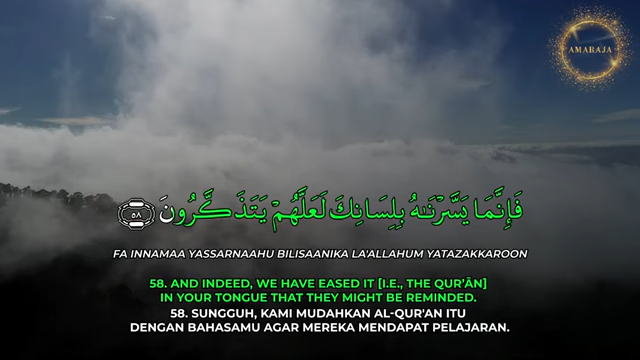 AMARAJA
فَإِنَّمَا يَسَّرْنَـٰهُ بِلِسَانِكَ لَعَلَّهُمْ يَتَذَكَّرُونَ ٥٨
FA INNAMAA YASSARNAAHU BILISAANIKA LA'ALLAHUM YATAZAKKAROON
58. AND INDEED, WE HAVE EASED IT [I.E., THE QUR'ĀN]
IN YOUR TONGUE THAT THEY MIGHT BE REMINDED.
58. SUNGGUH, KAMI MUDAHKAN AL-QUR'AN ITU
DENGAN BAHASAMU AGAR MEREKA MENDAPAT PELAJARAN.